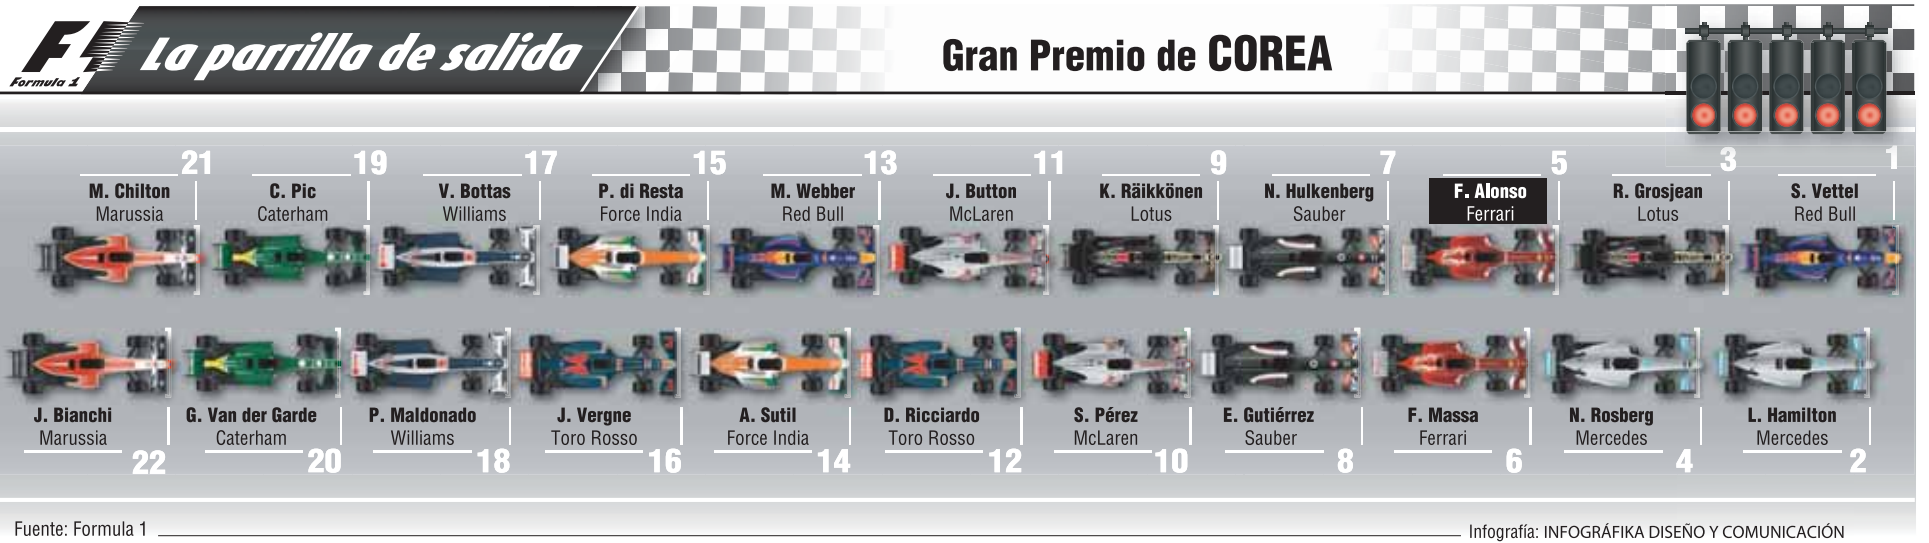 F1
Formula 1
La parrilla de salida
Gran Premio de COREA
21 19 17 15 13 11 9 7 5 3 1
M. Chilton C. Pic V. Bottas P. di Resta M. Webber J. Button K. Räikkönen N. Hulkenberg F. Alonso R. Grosjean S. Vettel
Marussia Caterham Williams Force India Red Bull McLaren Lotus Sauber Ferrari Lotus Red Bull
J. Bianchi G. Van der Garde P. Maldonado J. Vergne A. Sutil D. Ricciardo S. Pérez E. Gutiérrez F. Massa N. Rosberg L. Hamilton
Marussia Caterham Williams Toro Rosso Force India Toro Rosso McLaren Sauber Ferrari Mercedes Mercedes
22 20 18 16 14 12 10 8 6 4 2
Fuente: Formula 1 Infografía: INFOGRÁFIKA DISEÑO Y COMUNICACIÓN